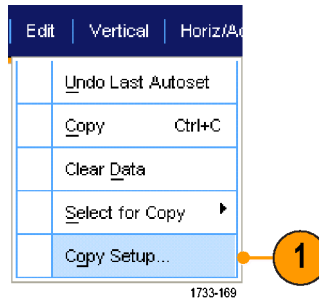 Edit Vertical Horiz/Ac
Undo Last Autoset
Copy Ctrl+C
Clear Data
Select for Copy
Copy Setup...
1
1733-169